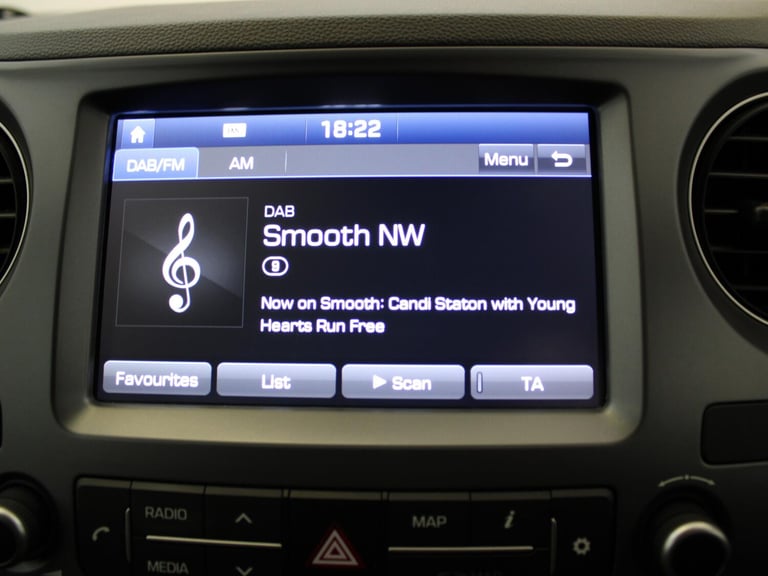 18:22
DAB/FM
AM
Menu
DAB
Smooth NW
9
Now on Smooth: Candi Staton with Young
Hearts Run Free
Favourites
List
Scan
TA
RADIO
MAP
i
MEDIA